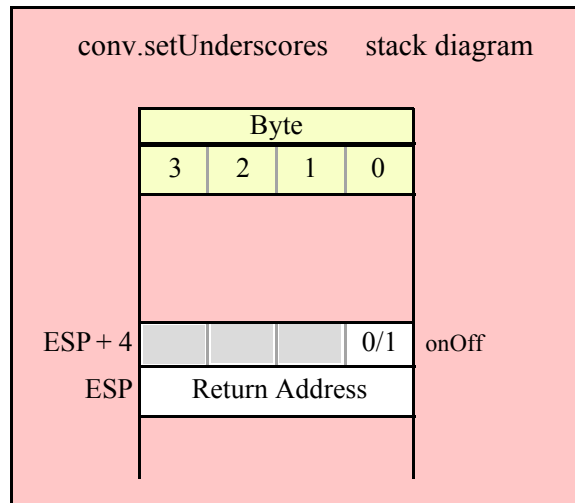 conv.setUnderscores stack diagram
Byte
3 2 1 0
ESP + 4 0/1 onOff
ESP Return Address